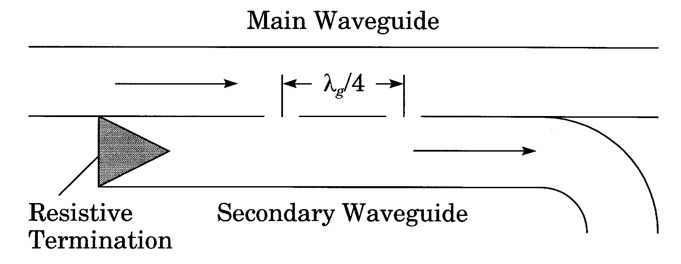 Main Waveguide
λg/4
Resistive
Termination
Secondary Waveguide